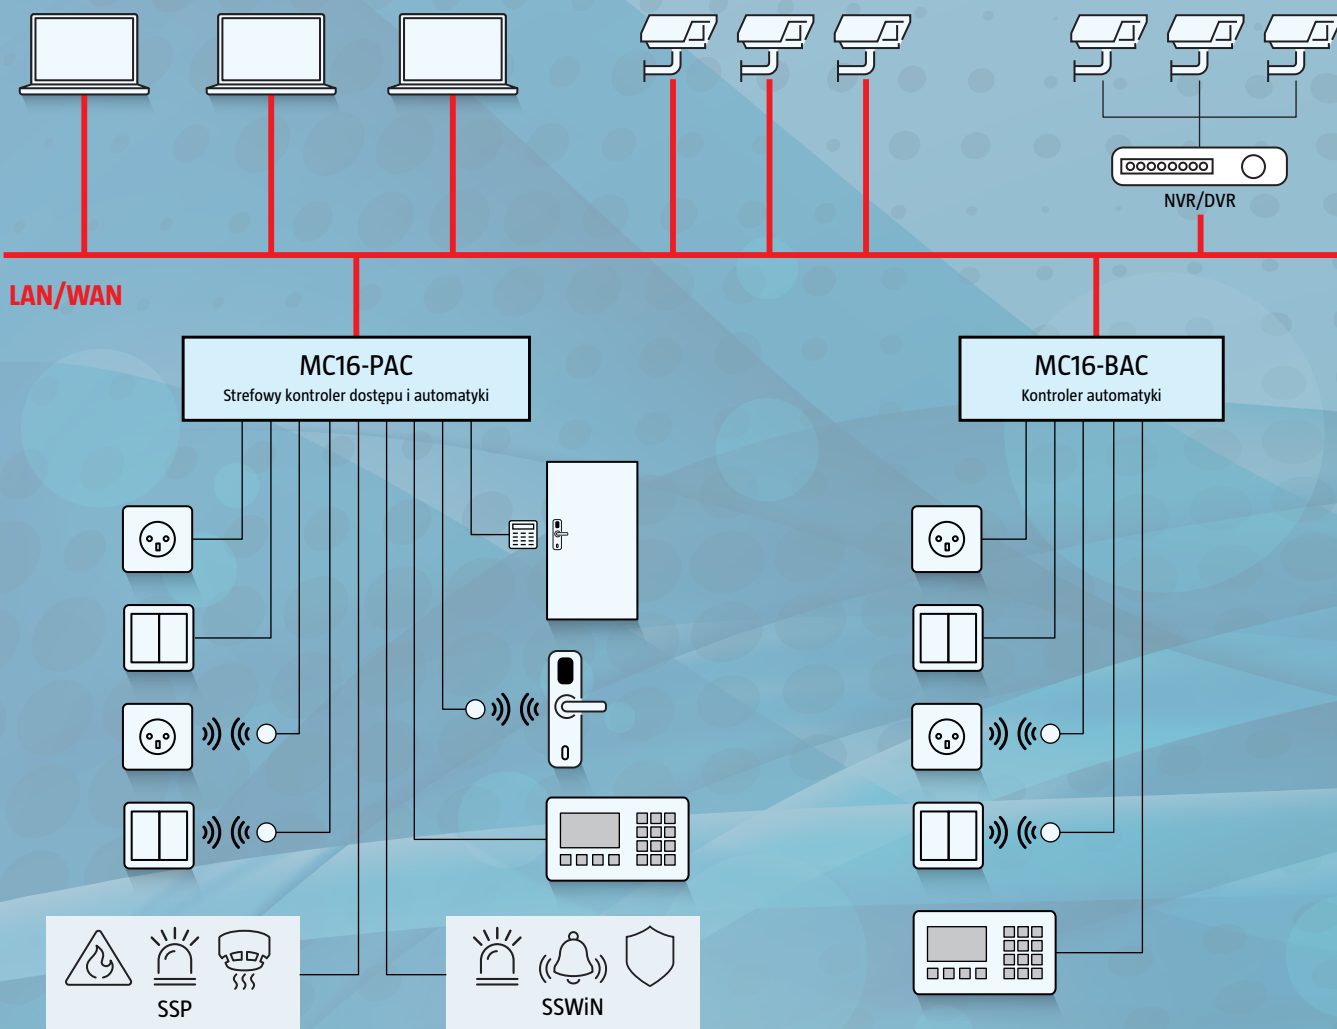 NVR/DVR
LAN/WAN
MC16-PAC
Strefowy kontroler dostępu i automatyki
MC16-BAC
Kontroler automatyki
SSP
SSWiN